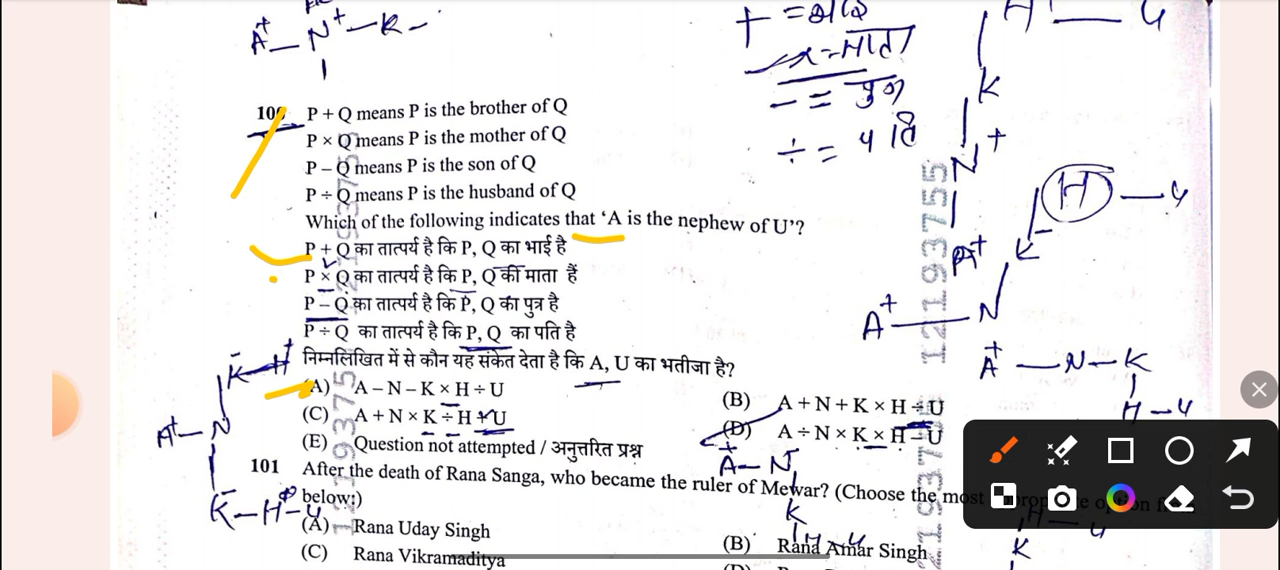 A+ — N+ — K —
+ = भाई
x = माता
- = पुत्र
÷ = पति
H — U
K
N+
A+
100 P + Q means P is the brother of Q
P × Q means P is the mother of Q
P – Q means P is the son of Q
P ÷ Q means P is the husband of Q
Which of the following indicates that ‘A is the nephew of U’?
P + Q का तात्पर्य है कि P, Q का भाई है
P × Q का तात्पर्य है कि P, Q की माता हैं
P – Q का तात्पर्य है कि P, Q का पुत्र है
P ÷ Q का तात्पर्य है कि P, Q का पति है
निम्नलिखित में से कौन यह संकेत देता है कि A, U का भतीजा है?
(A) A – N – K × H ÷ U
(B) A + N + K × H ÷ U
(C) A + N × K ÷ H + U
(D) A ÷ N × K × H – U
(E) Question not attempted / अनुत्तरित प्रश्न
H — U
A+ — N
A+ — N — K
H — U
K — H+
A+ — N
K — H — U
A — N
K
H — U
101 After the death of Rana Sanga, who became the ruler of Mewar? (Choose the most
below:)
(A) Rana Uday Singh
(B) Rana Amar Singh
(C) Rana Vikramaditya
1219375
12193755